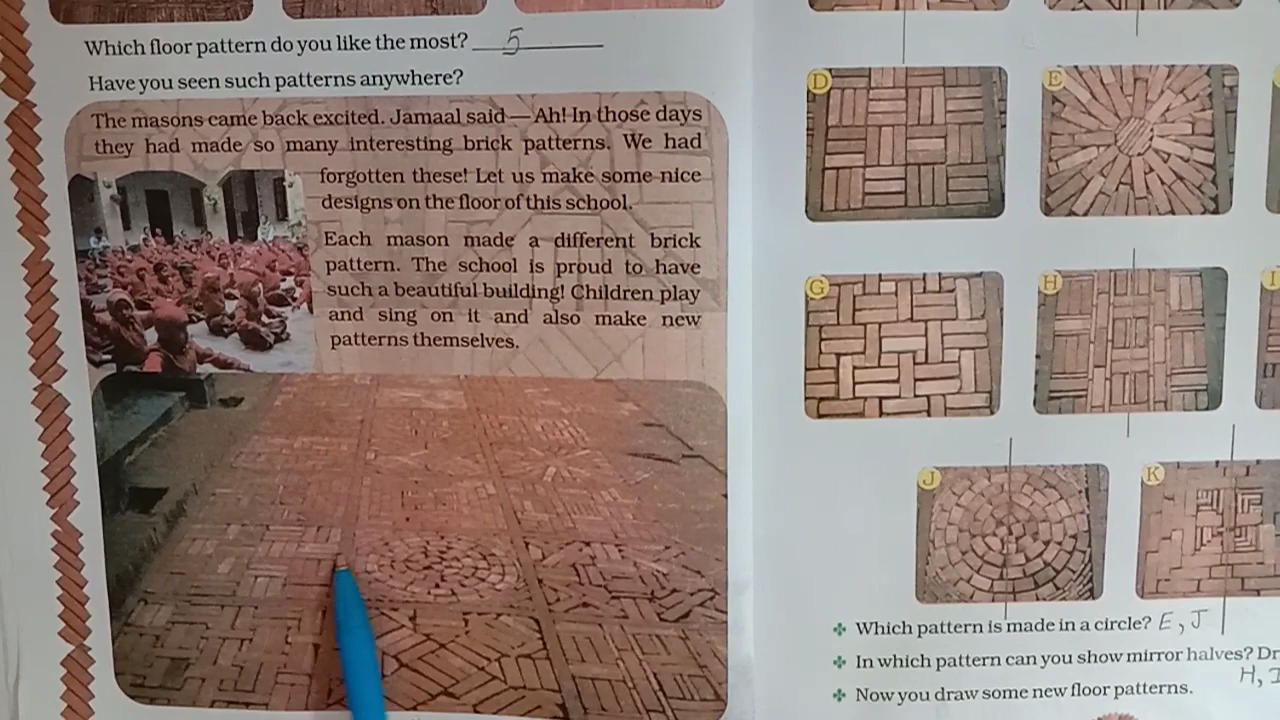 Which floor pattern do you like the most? 5
Have you seen such patterns anywhere?
The masons came back excited. Jamaal said — Ah! In those days
they had made so many interesting brick patterns. We had
forgotten these! Let us make some nice
designs on the floor of this school.
Each mason made a different brick
pattern. The school is proud to have
such a beautiful building! Children play
and sing on it and also make new
patterns themselves.
D
E
G
H
I
J
K
Which pattern is made in a circle? E, J
In which pattern can you show mirror halves? Dr
H,
Now you draw some new floor patterns.